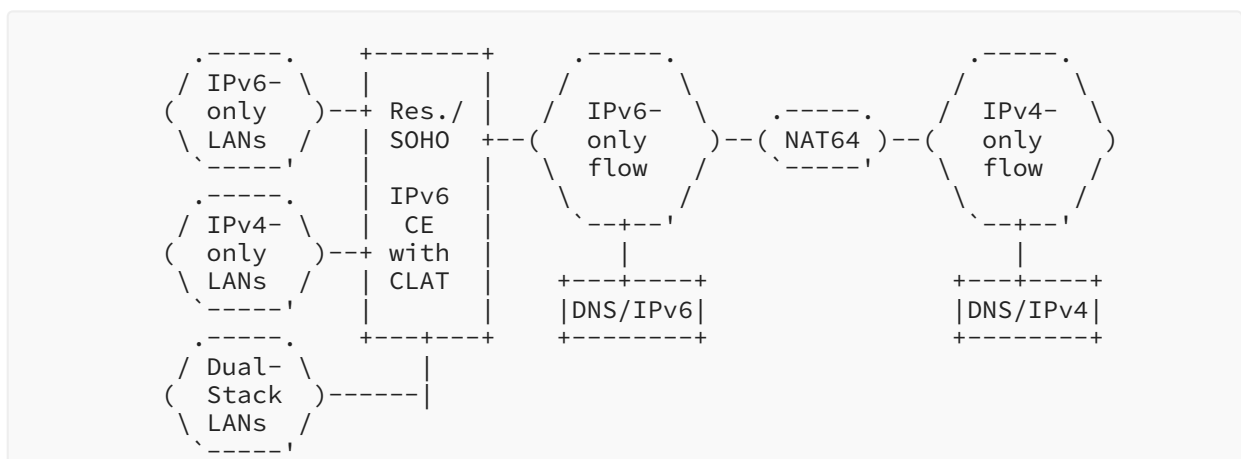 IPv6-
only
LANs
Res./
SOHO
IPv6
CE
with
CLAT
IPv6-
only
flow
NAT64
IPv4-
only
flow
IPv4-
only
LANs
DNS/IPv6
DNS/IPv4
Dual-
Stack
LANs